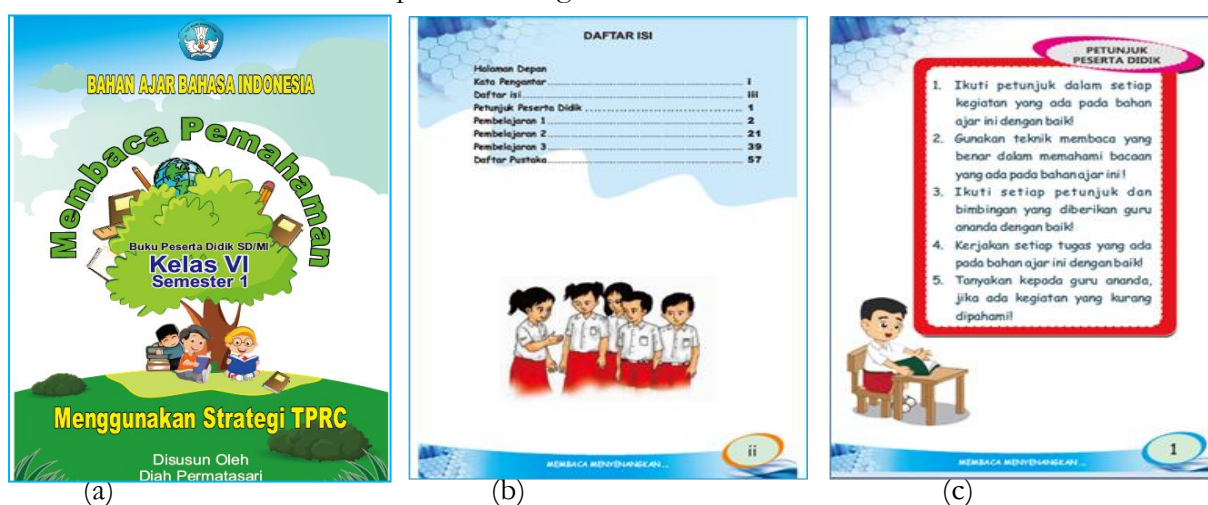 BAHAN AJAR BAHASA INDONESIA
Membaca Pemahaman
Buku Peserta Didik SD/MI
Kelas VI
Semester 1
Menggunakan Strategi TPRC
Disusun Oleh
Diah Permatasari
(a)
DAFTAR ISI
Halaman Depan
Kata Pengantar i
Daftar isi iii
Petunjuk Peserta Didik 1
Pembelajaran 1 2
Pembelajaran 2 21
Pembelajaran 3 39
Daftar Pustaka 57
MEMBACA MENYENANGKAN...
ii
(b)
PETUNJUK
PESERTA DIDIK
1. Ikuti petunjuk dalam setiap
kegiatan yang ada pada bahan
ajar ini dengan baik!
2. Gunakan teknik membaca yang
benar dalam memahami bacaan
yang ada pada bahan ajar ini!
3. Ikuti setiap petunjuk dan
bimbingan yang diberikan guru
ananda dengan baik!
4. Kerjakan setiap tugas yang ada
pada bahan ajar ini dengan baik!
5. Tanyakan kepada guru ananda,
jika ada kegiatan yang kurang
dipahami!
MEMBACA MENYENANGKAN...
1
(c)